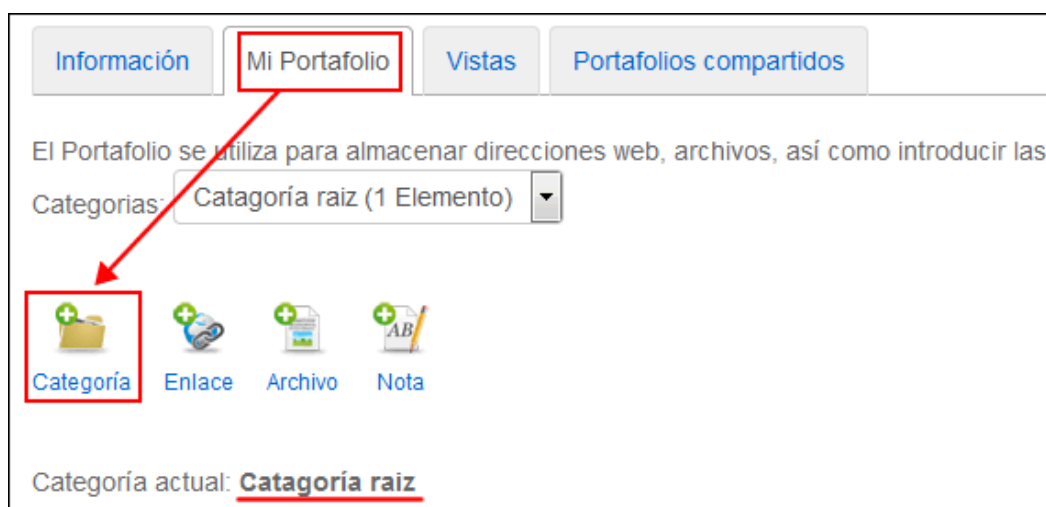 Información Mi Portafolio Vistas Portafolios compartidos
El Portafolio se utiliza para almacenar direcciones web, archivos, así como introducir las
Categorias: Catagoría raiz (1 Elemento)
AB
Categoría Enlace Archivo Nota
Categoría actual: Catagoría raiz